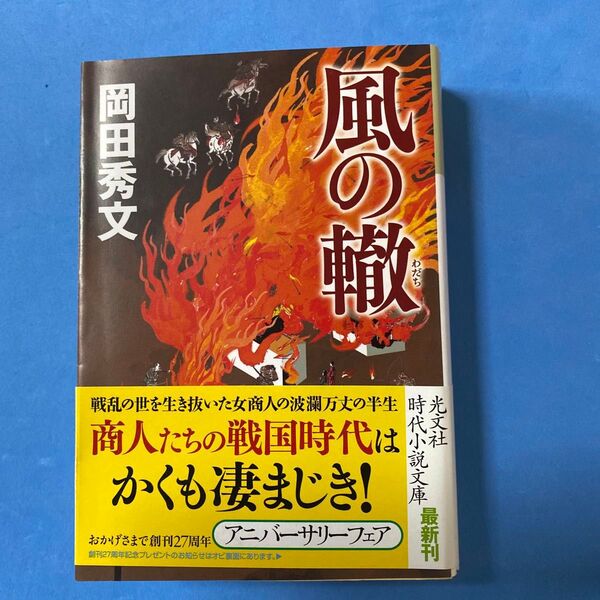 風の轍
わだち
岡田秀文
戦乱の世を生き抜いた女商人の波瀾万丈の半生
商人たちの戦国時代は
かくも凄まじき!
おかげさまで創刊27周年
アニバーサリーフェア
創刊27周年記念プレゼントのお知らせはオビ裏面にあります。▶
光文社
時代小説文庫
最新刊